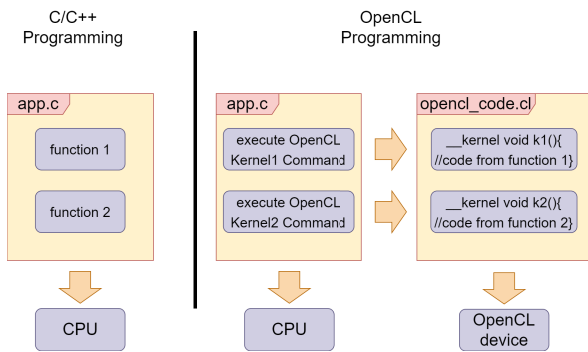 C/C++
Programming
OpenCL
Programming
app.c
function 1
function 2
CPU
app.c
execute OpenCL
Kernel1 Command
execute OpenCL
Kernel2 Command
CPU
opencl_code.cl
__kernel void k1(){
//code from function 1}
__kernel void k2(){
//code from function 2}
OpenCL
device